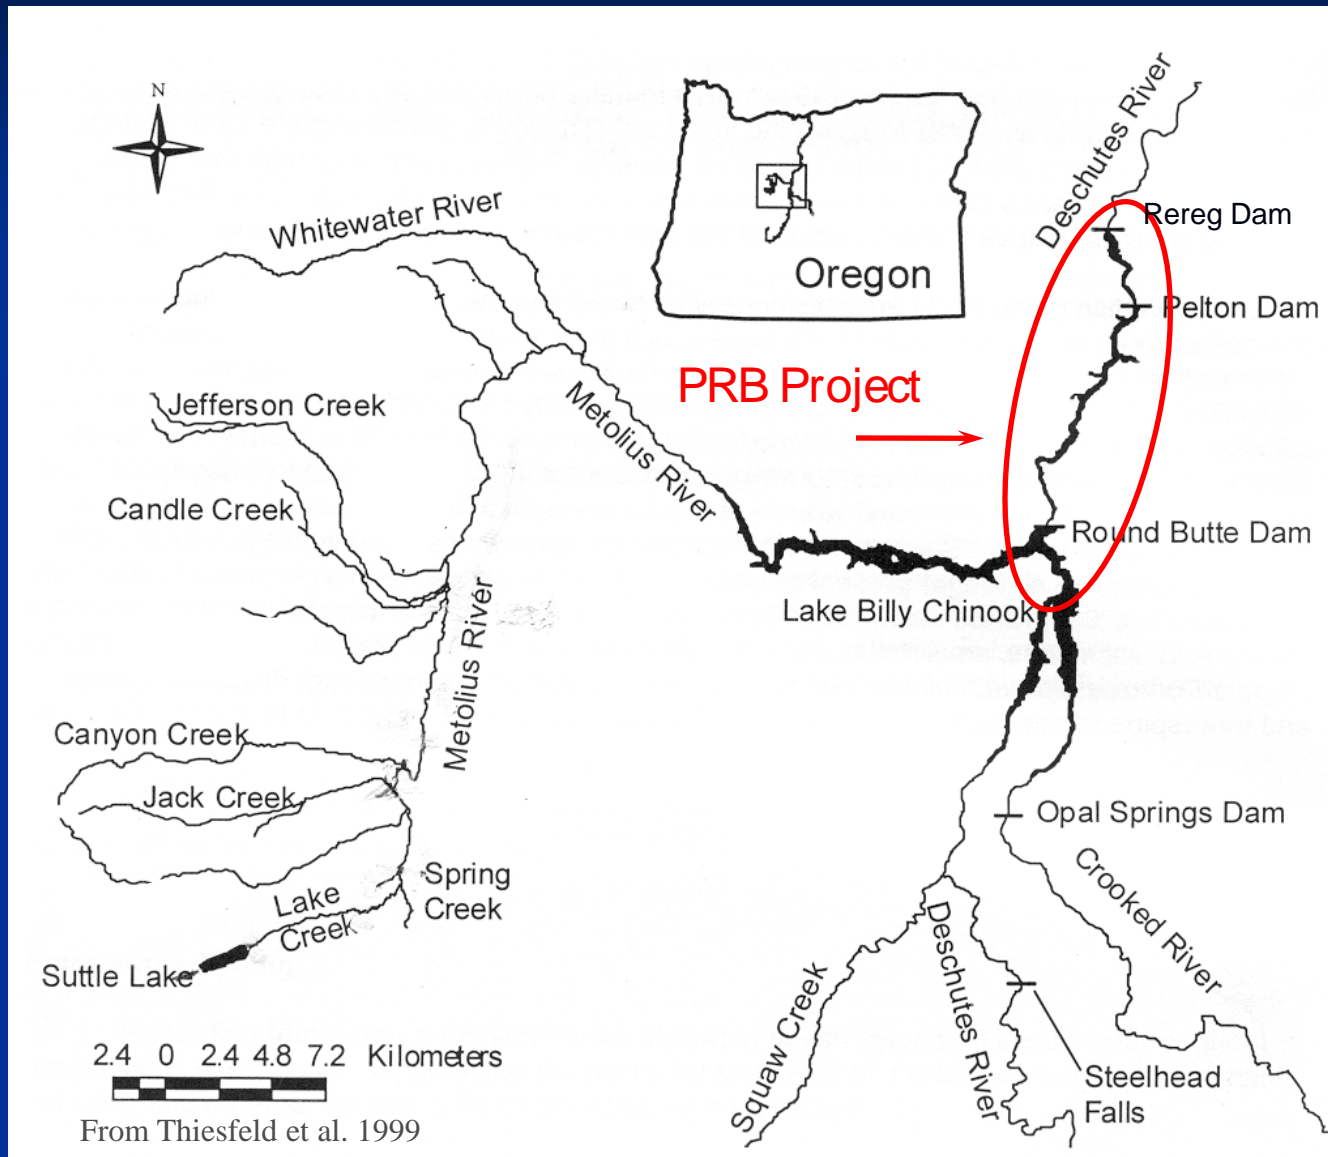 N
Whitewater River
Oregon
Deschutes River
Rereg Dam
Pelton Dam
PRB Project
Jefferson Creek
Metolius River
Candle Creek
Round Butte Dam
Lake Billy Chinook
Metolius River
Canyon Creek
Jack Creek
Opal Springs Dam
Spring
Creek
Lake
Creek
Crooked River
Suttle Lake
Deschutes River
Squaw Creek
Steelhead
Falls
2.4 0 2.4 4.8 7.2 Kilometers
From Thiesfeld et al. 1999
and